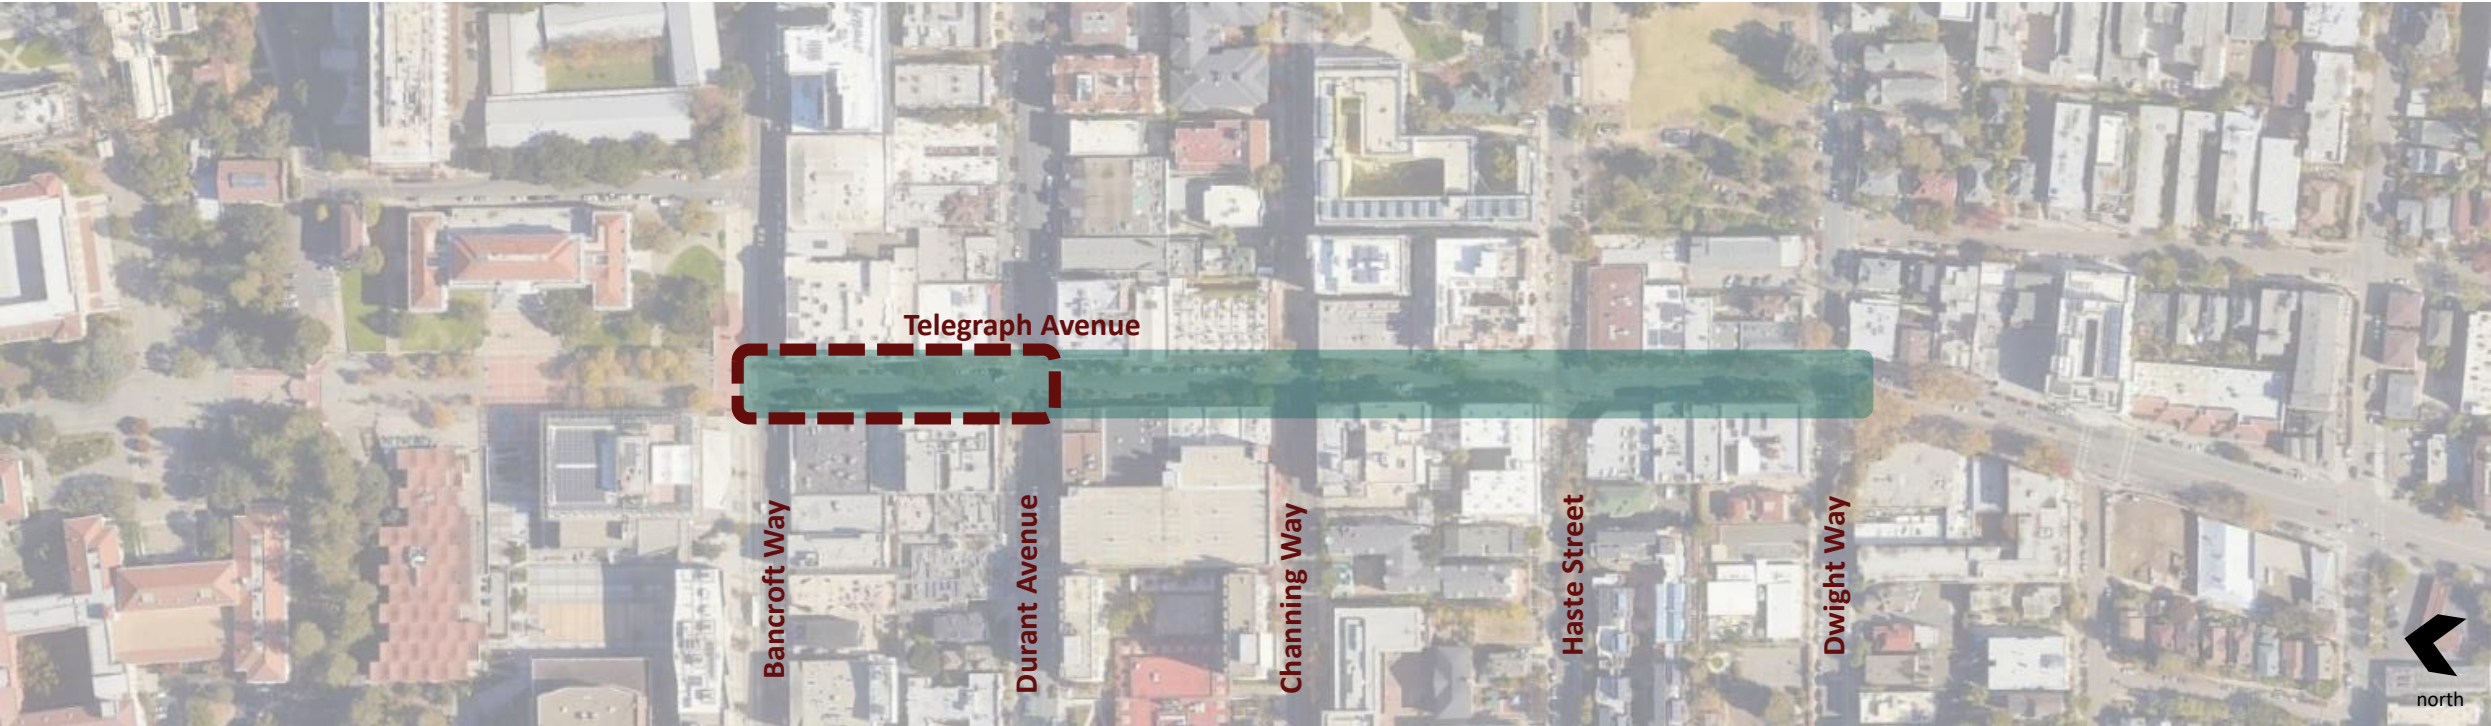 Telegraph Avenue
Bancroft Way
Durant Avenue
Channing Way
Haste Street
Dwight Way
north